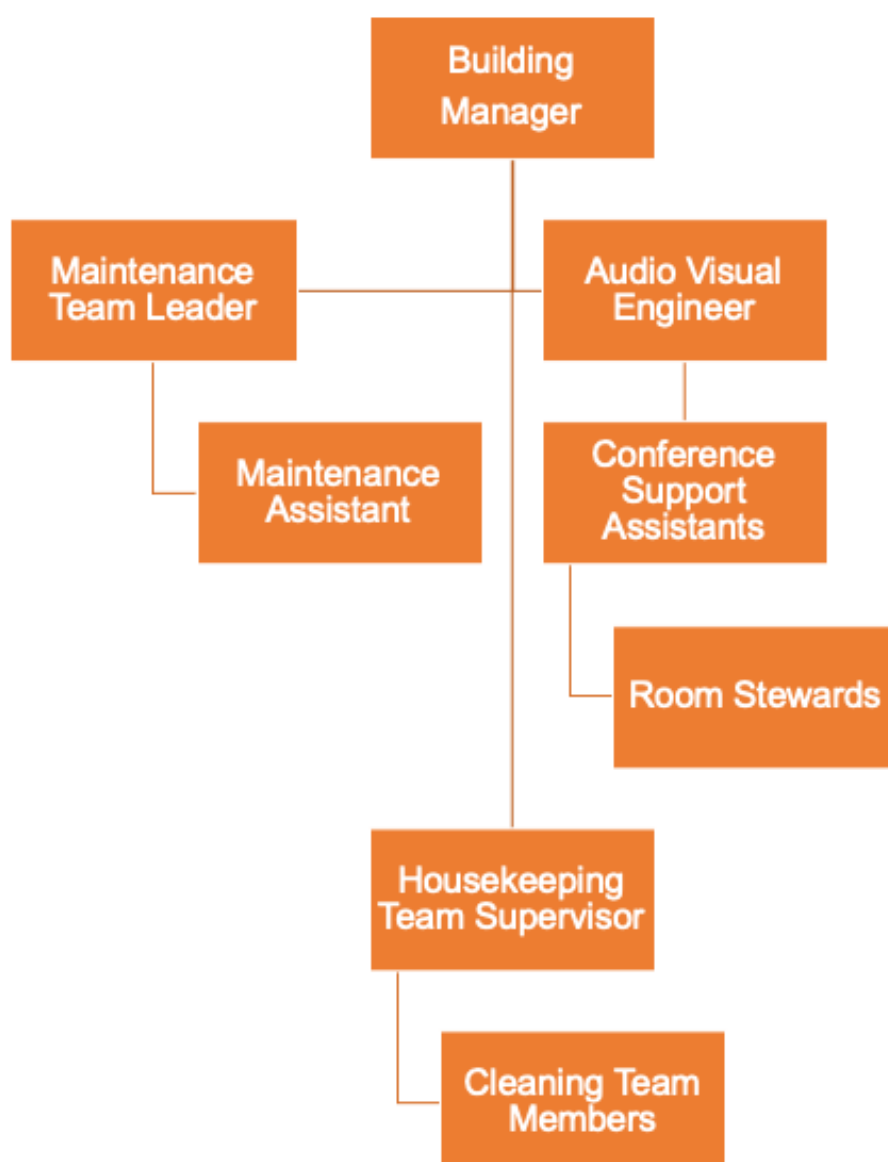 Building
Manager
Maintenance
Team Leader
Audio Visual
Engineer
Maintenance
Assistant
Conference
Support
Assistants
Room Stewards
Housekeeping
Team Supervisor
Cleaning Team
Members